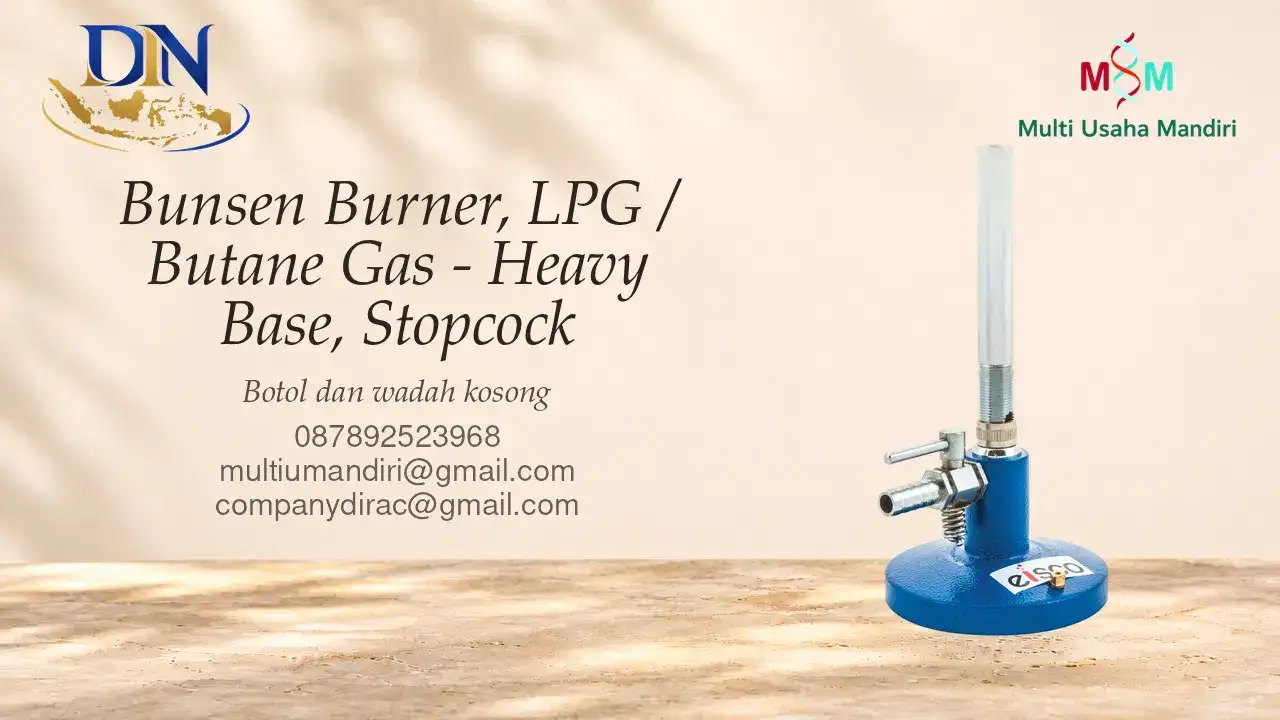 DIN
M M
Multi Usaha Mandiri
Bunsen Burner, LPG /
Butane Gas - Heavy
Base, Stopcock
Botol dan wadah kosong
087892523968
multiumandiri@gmail.com
companydirac@gmail.com
eisco